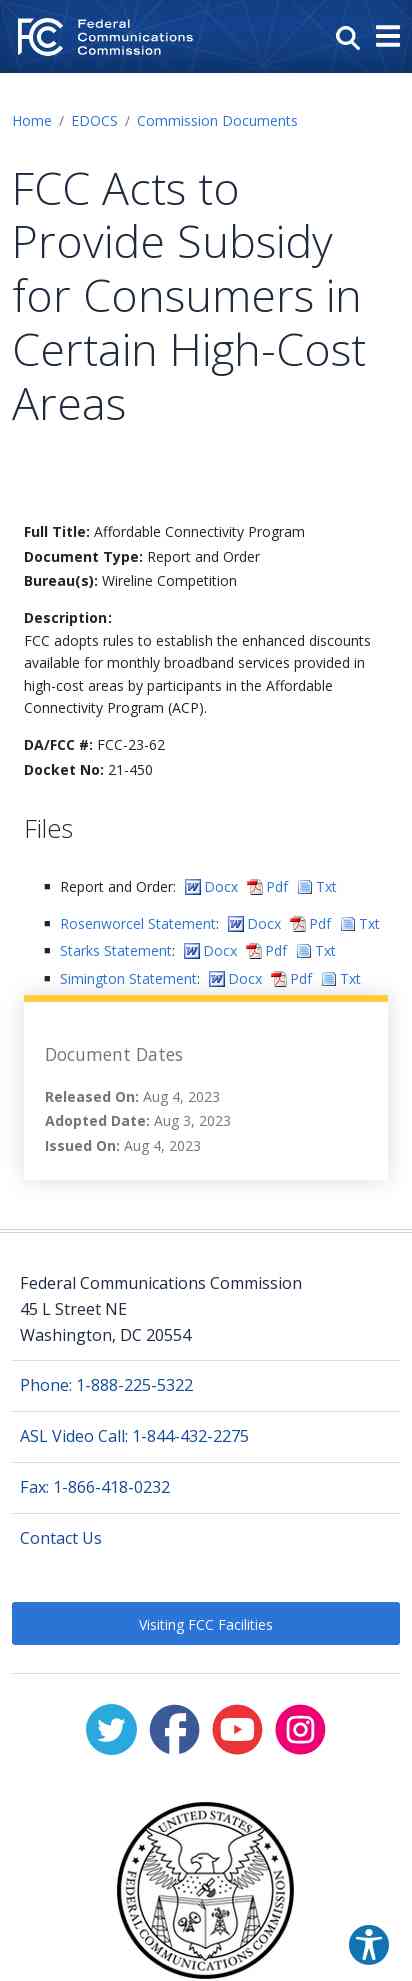 FC Federal
Communications
Commission
Home / EDOCS / Commission Documents
FCC Acts to
Provide Subsidy
for Consumers in
Certain High-Cost
Areas
Full Title: Affordable Connectivity Program
Document Type: Report and Order
Bureau(s): Wireline Competition
Description:
FCC adopts rules to establish the enhanced discounts
available for monthly broadband services provided in
high-cost areas by participants in the Affordable
Connectivity Program (ACP).
DA/FCC #: FCC-23-62
Docket No: 21-450
Files
Report and Order: Docx Pdf Txt
Rosenworcel Statement: Docx Pdf Txt
Starks Statement: Docx Pdf Txt
Simington Statement: Docx Pdf Txt
Document Dates
Released On: Aug 4, 2023
Adopted Date: Aug 3, 2023
Issued On: Aug 4, 2023
Federal Communications Commission
45 L Street NE
Washington, DC 20554
Phone: 1-888-225-5322
ASL Video Call: 1-844-432-2275
Fax: 1-866-418-0232
Contact Us
Visiting FCC Facilities
UNITED STATES
FEDERAL COMMUNICATIONS COMMISSION